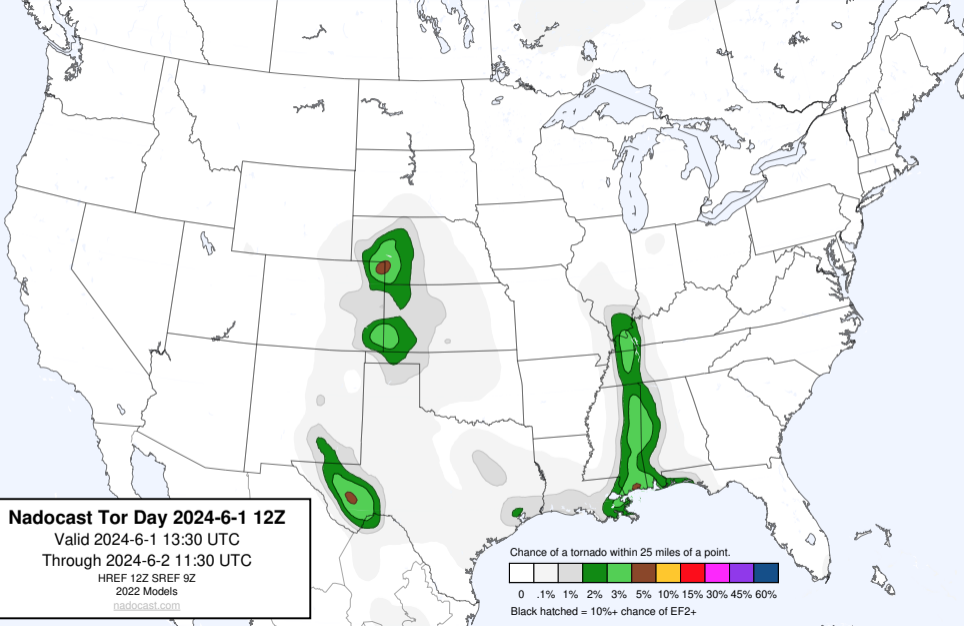 Nadocast Tor Day 2024-6-1 12Z
Valid 2024-6-1 13:30 UTC
Through 2024-6-2 11:30 UTC
HREF 12Z SREF 9Z
2022 Models
nadocast.com
Chance of a tornado within 25 miles of a point.
0 .1% 1% 2% 3% 5% 10% 15% 30% 45% 60%
Black hatched = 10%+ chance of EF2+